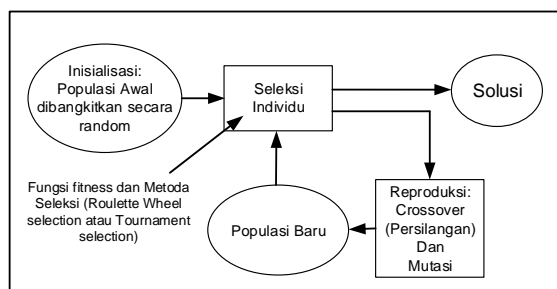 Inisialisasi:
Populasi Awal
dibangkitkan secara
random
Seleksi
Individu
Solusi
Fungsi fitness dan Metoda
Seleksi (Roulette Wheel
selection atau Tournament
selection)
Populasi Baru
Reproduksi:
Crossover
(Persilangan)
Dan
Mutasi